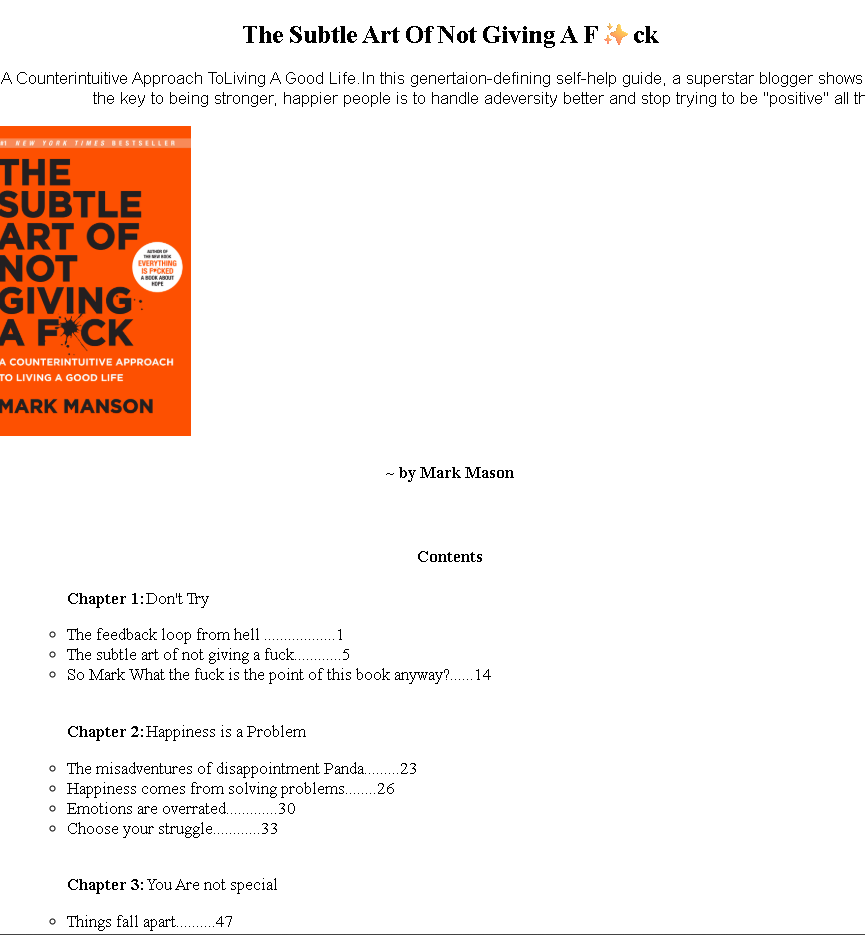 The Subtle Art Of Not Giving A F✨ck
A Counterintuitive Approach ToLiving A Good Life.In this genertaion-defining self-help guide, a superstar blogger shows
the key to being stronger, happier people is to handle adeversity better and stop trying to be "positive" all th
#1 NEW YORK TIMES BESTSELLER
THE
SUBTLE
ART OF
NOT
GIVING
A F*CK
AUTHOR OF
THE NEW BOOK
EVERYTHING
IS F*CKED
A BOOK ABOUT
HOPE
A COUNTERINTUITIVE APPROACH
TO LIVING A GOOD LIFE
MARK MANSON
~ by Mark Mason
Contents
Chapter 1:Don't Try
The feedback loop from hell ..................1
The subtle art of not giving a fuck............5
So Mark What the fuck is the point of this book anyway?......14
Chapter 2:Happiness is a Problem
The misadventures of disappointment Panda.........23
Happiness comes from solving problems........26
Emotions are overrated.............30
Choose your struggle............33
Chapter 3:You Are not special
Things fall apart..........47